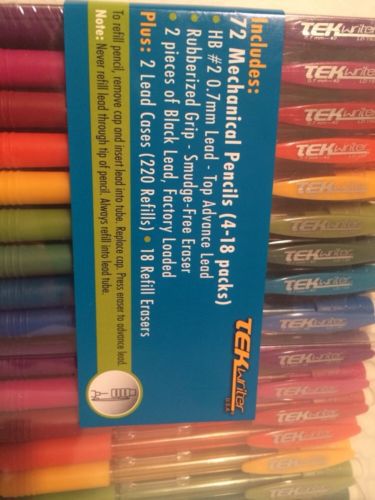 Includes:
72 Mechanical Pencils (4-18 packs)
• HB #2 0.7mm Lead - Top Advance Lead
• Rubberized Grip - Smudge-Free Eraser
• 2 pieces of Black Lead, Factory Loaded
Plus: 2 Lead Cases (220 Refills) • 18 Refill Erasers
To refill pencil, remove cap and insert lead into tube. Replace cap. Press eraser to advance lead.
Note: Never refill lead through tip of pencil. Always refill into lead tube.
TEKwriter
USA
TEKwriter
0.7mm
TEKwriter
TEKwriter
TEKwriter
TEKwriter
TEKwriter
TEKwriter
TEKwriter
TEKwriter
TEKwriter
TEKwriter
TEKwriter
TEKwriter
TEKwriter
TEKwriter